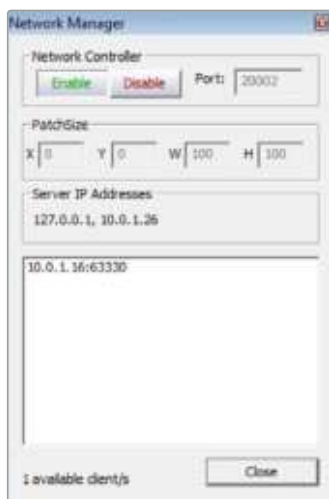 Network Manager
Network Controller
Enable Disable Port: 20002
PatchSize
X 0 Y 0 W 100 H 100
Server IP Addresses
127.0.0.1, 10.0.1.26
10.0.1.16:63330
1 available client/s
Close